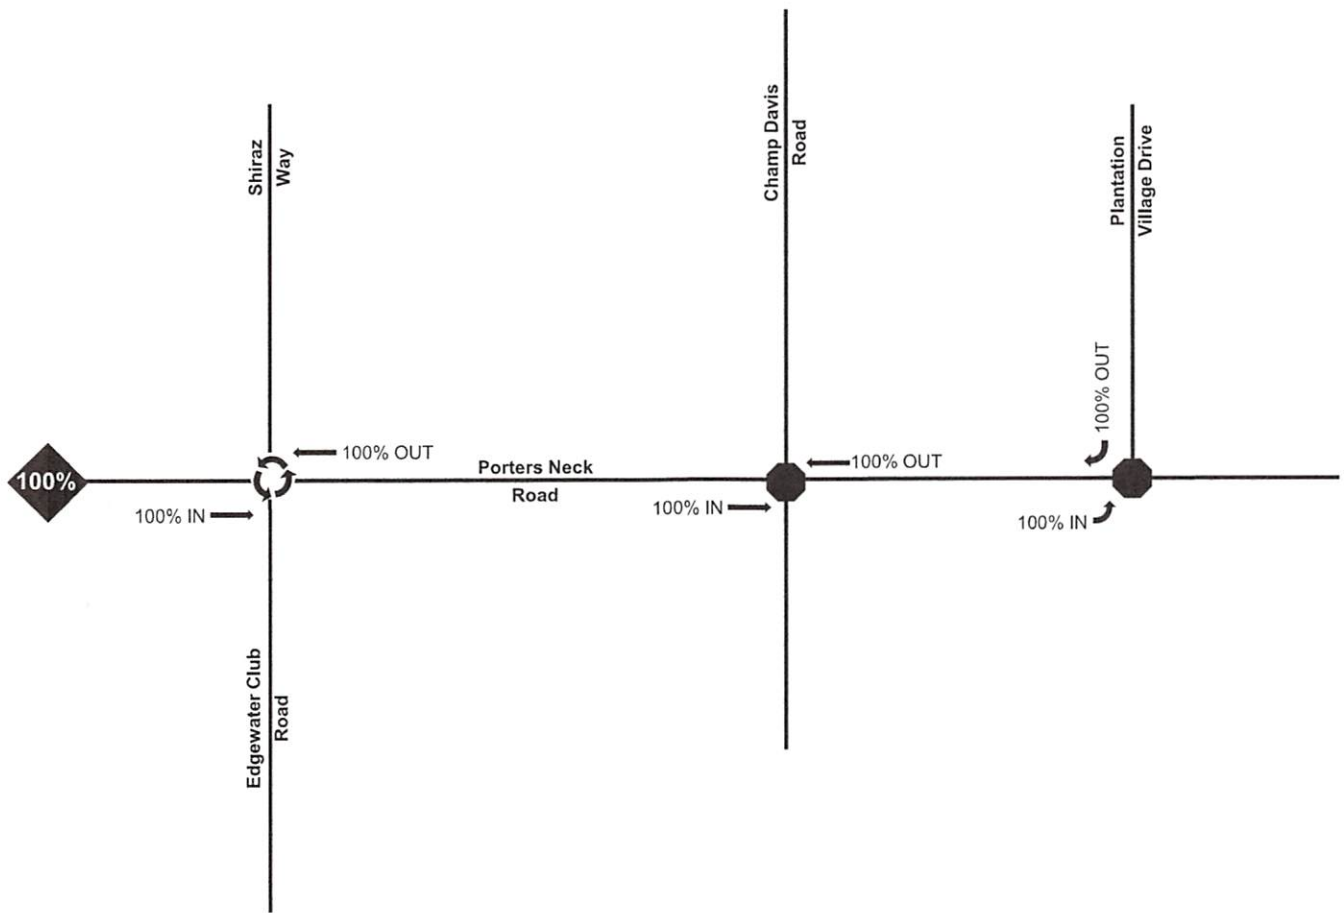 Shiraz
Way
Champ Davis
Road
Plantation
Village Drive
100% OUT
100% OUT
Porters Neck
Road
100% OUT
100%
100% IN
100% IN
100% IN
Edgewater Club
Road